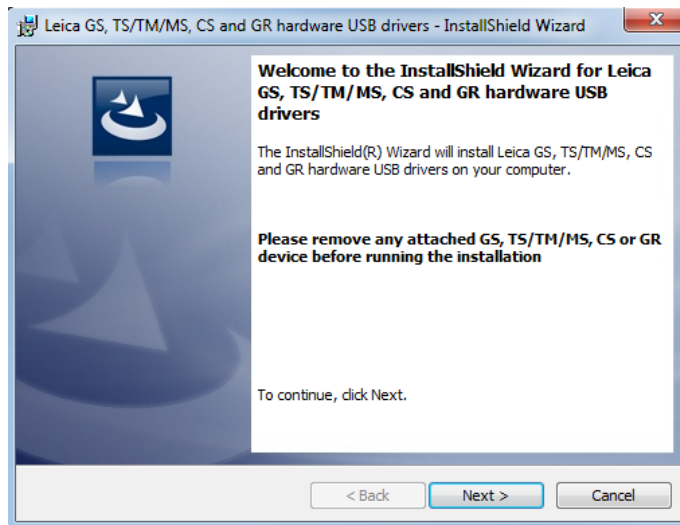 Leica GS, TS/TM/MS, CS and GR hardware USB drivers - InstallShield Wizard
Welcome to the InstallShield Wizard for Leica
GS, TS/TM/MS, CS and GR hardware USB
drivers
The InstallShield(R) Wizard will install Leica GS, TS/TM/MS, CS
and GR hardware USB drivers on your computer.
Please remove any attached GS, TS/TM/MS, CS or GR
device before running the installation
To continue, click Next.
< Back
Next >
Cancel